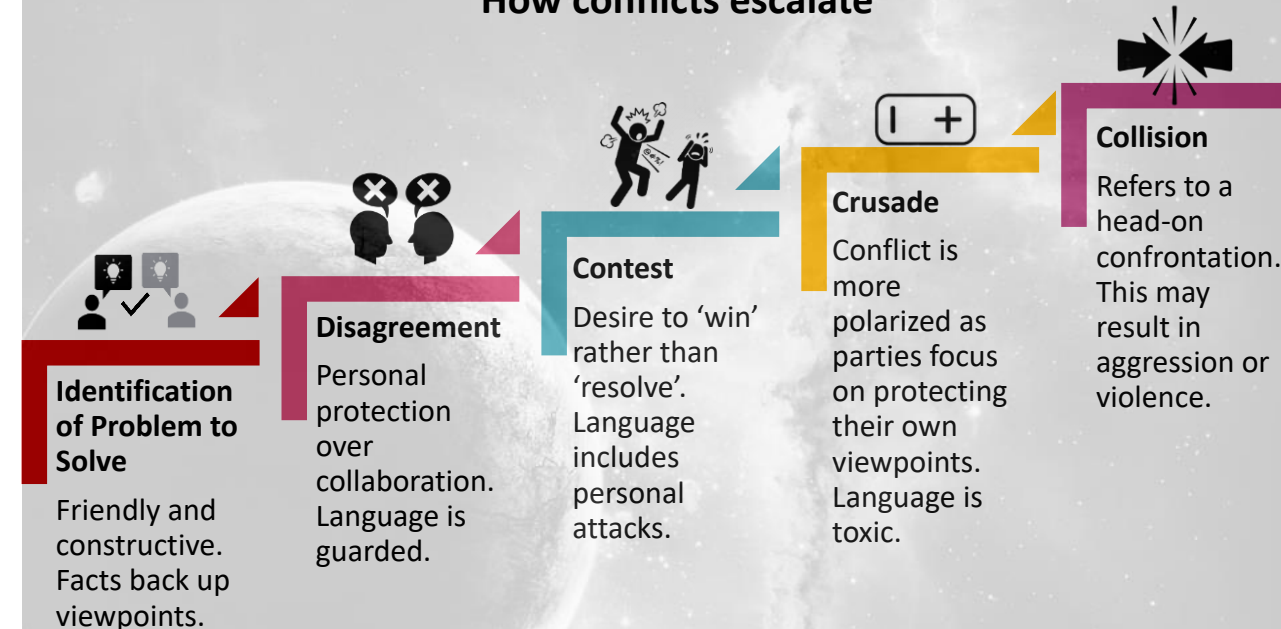 How conflicts escalate
Identification
of Problem to
Solve
Friendly and
constructive.
Facts back up
viewpoints.
Disagreement
Personal
protection
over
collaboration.
Language is
guarded.
Contest
Desire to ‘win’
rather than
‘resolve’.
Language
includes
personal
attacks.
Crusade
Conflict is
more
polarized as
parties focus
on protecting
their own
viewpoints.
Language is
toxic.
Collision
Refers to a
head-on
confrontation.
This may
result in
aggression or
violence.